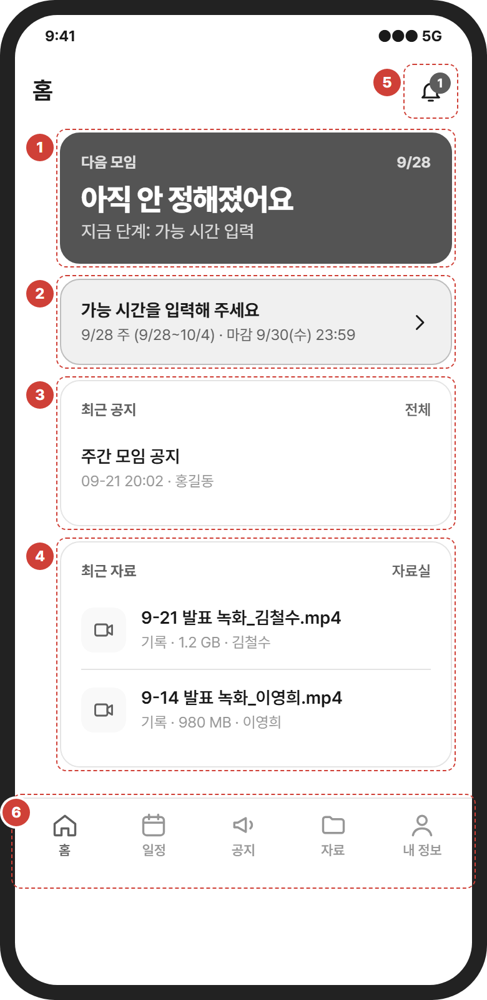 9:41
5G
홈
5
1
1
다음 모임
9/28
아직 안 정해졌어요
지금 단계: 가능 시간 입력
2
가능 시간을 입력해 주세요
9/28 주 (9/28~10/4) · 마감 9/30(수) 23:59
3
최근 공지
전체
주간 모임 공지
09-21 20:02 · 홍길동
4
최근 자료
자료실
9-21 발표 녹화_김철수.mp4
기록 · 1.2 GB · 김철수
9-14 발표 녹화_이영희.mp4
기록 · 980 MB · 이영희
6
홈
일정
공지
자료
내 정보